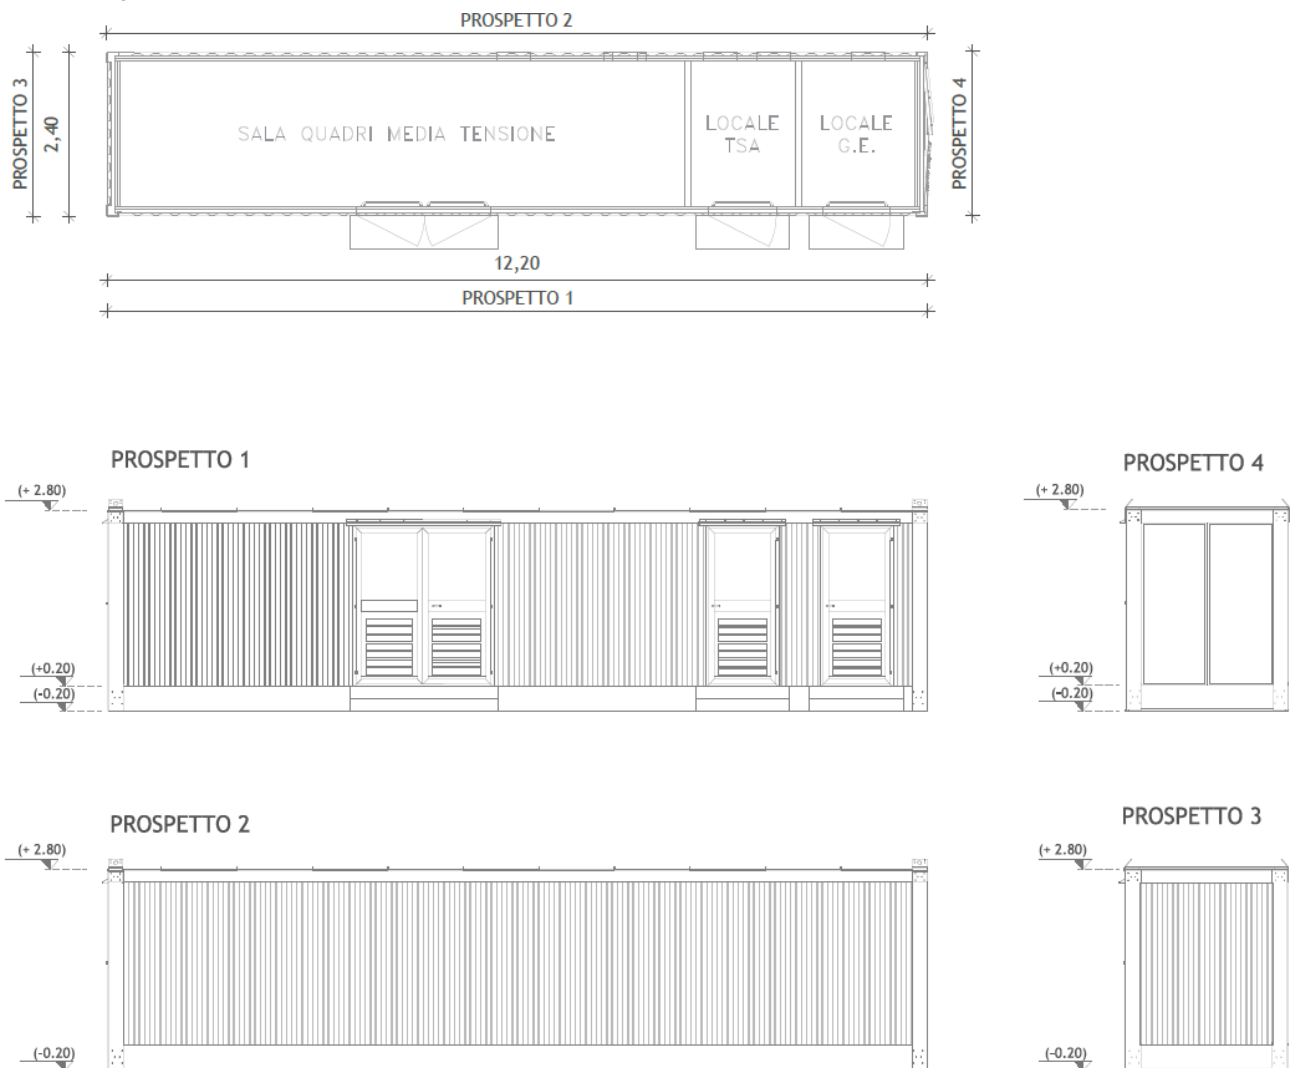 PROSPETTO 2
PROSPETTO 3
2,40
SALA QUADRI MEDIA TENSIONE
LOCALE
TSA
LOCALE
G.E.
PROSPETTO 4
12,20
PROSPETTO 1
PROSPETTO 1
(+ 2.80)
(+0.20)
(-0.20)
PROSPETTO 4
(+ 2.80)
(+0.20)
(-0.20)
PROSPETTO 2
(+ 2.80)
(-0.20)
PROSPETTO 3
(+ 2.80)
(-0.20)